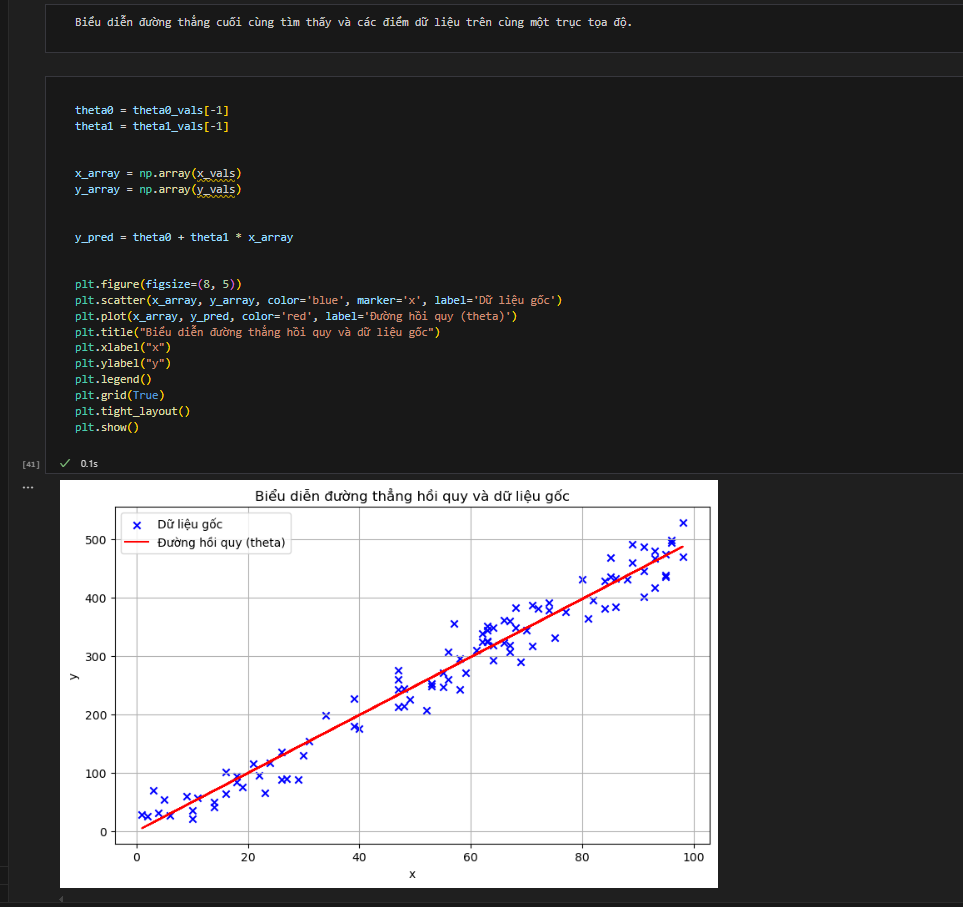 Biểu diễn đường thẳng cuối cùng tìm thấy và các điểm dữ liệu trên cùng một trục tọa độ.
theta0 = theta0_vals[-1]
theta1 = theta1_vals[-1]
x_array = np.array(x_vals)
y_array = np.array(y_vals)
y_pred = theta0 + theta1 * x_array
plt.figure(figsize=(8, 5))
plt.scatter(x_array, y_array, color='blue', marker='x', label='Dữ liệu gốc')
plt.plot(x_array, y_pred, color='red', label='Đường hồi quy (theta)')
plt.title("Biểu diễn đường thẳng hồi quy và dữ liệu gốc")
plt.xlabel("x")
plt.ylabel("y")
plt.legend()
plt.grid(True)
plt.tight_layout()
plt.show()
[41]
0.1s
...
Biểu diễn đường thẳng hồi quy và dữ liệu gốc
Dữ liệu gốc
Đường hồi quy (theta)
500
400
300
200
100
0
y
0 20 40 60 80 100
x